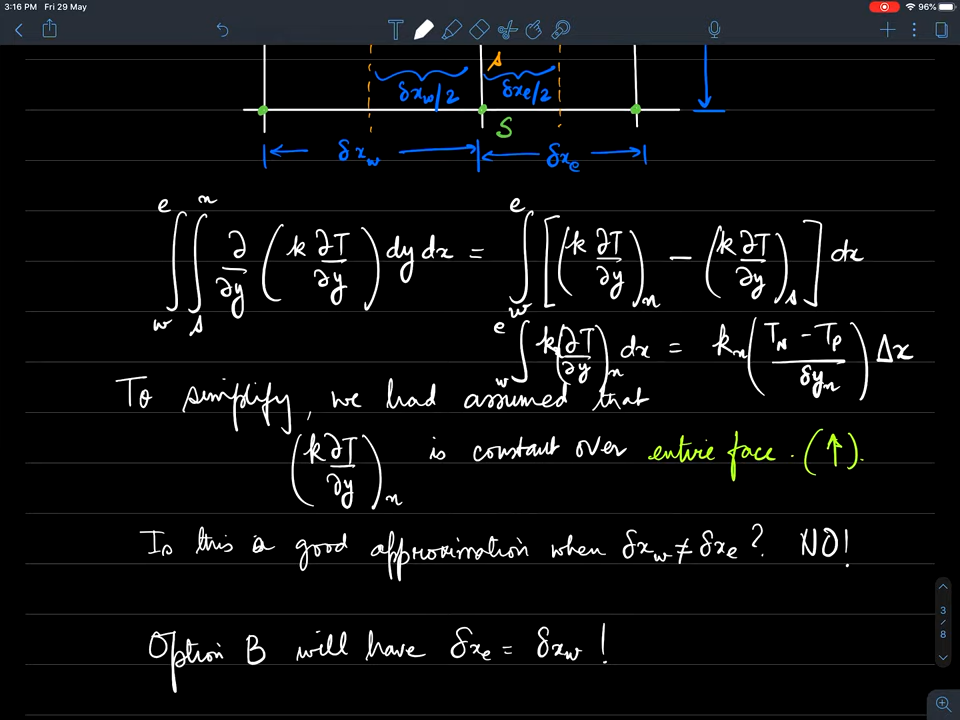 3:16 PM Fri 29 May
96%
T
s
δx_w/2 δx_e/2
S
δx_w δx_e
∫_w^e ∫_s^n ∂/∂y (k ∂T/∂y) dy dx = ∫_w^e [(k ∂T/∂y)_n − (k ∂T/∂y)_s] dx
∫_w^e k_n (∂T/∂y)_n dx = k_n ((T_N − T_P)/δy_n) Δx
To simplify, we had assumed that
(k ∂T/∂y)_n is constant over entire face. (↑).
Is this a good approximation when δx_w ≠ δx_e? NO!
Option B will have δx_e = δx_w !
3
/
8